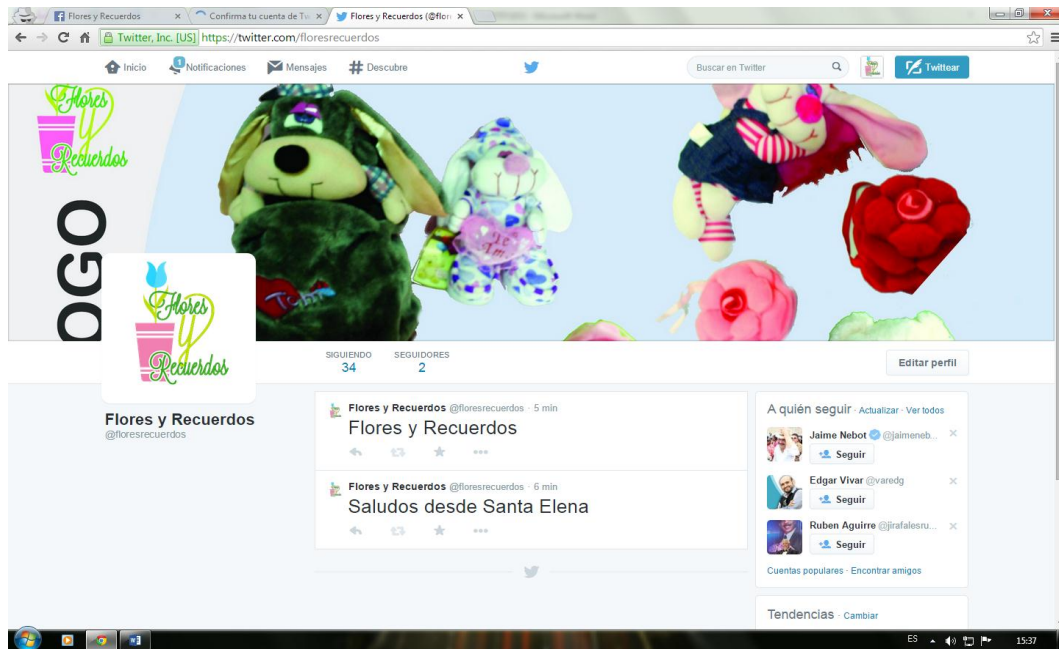 Flores y Recuerdos
Confirma tu cuenta de Tw
Flores y Recuerdos (@flor
Twitter, Inc. [US] https://twitter.com/floresrecuerdos
Inicio
1
Notificaciones
Mensajes
Descubre
Buscar en Twitter
Twittear
Flores
y
Recuerdos
OGO
Flores
y
Recuerdos
SIGUIENDO SEGUIDORES
34 2
Editar perfil
Flores y Recuerdos
@floresrecuerdos
Flores y Recuerdos @floresrecuerdos · 5 min
Flores y Recuerdos
Flores y Recuerdos @floresrecuerdos · 6 min
Saludos desde Santa Elena
A quién seguir · Actualizar · Ver todos
Jaime Nebot @jaimeneb...
Seguir
Edgar Vivar @varedg
Seguir
Ruben Aguirre @jirafalesru...
Seguir
Cuentas populares · Encontrar amigos
Tendencias · Cambiar
ES 15:37